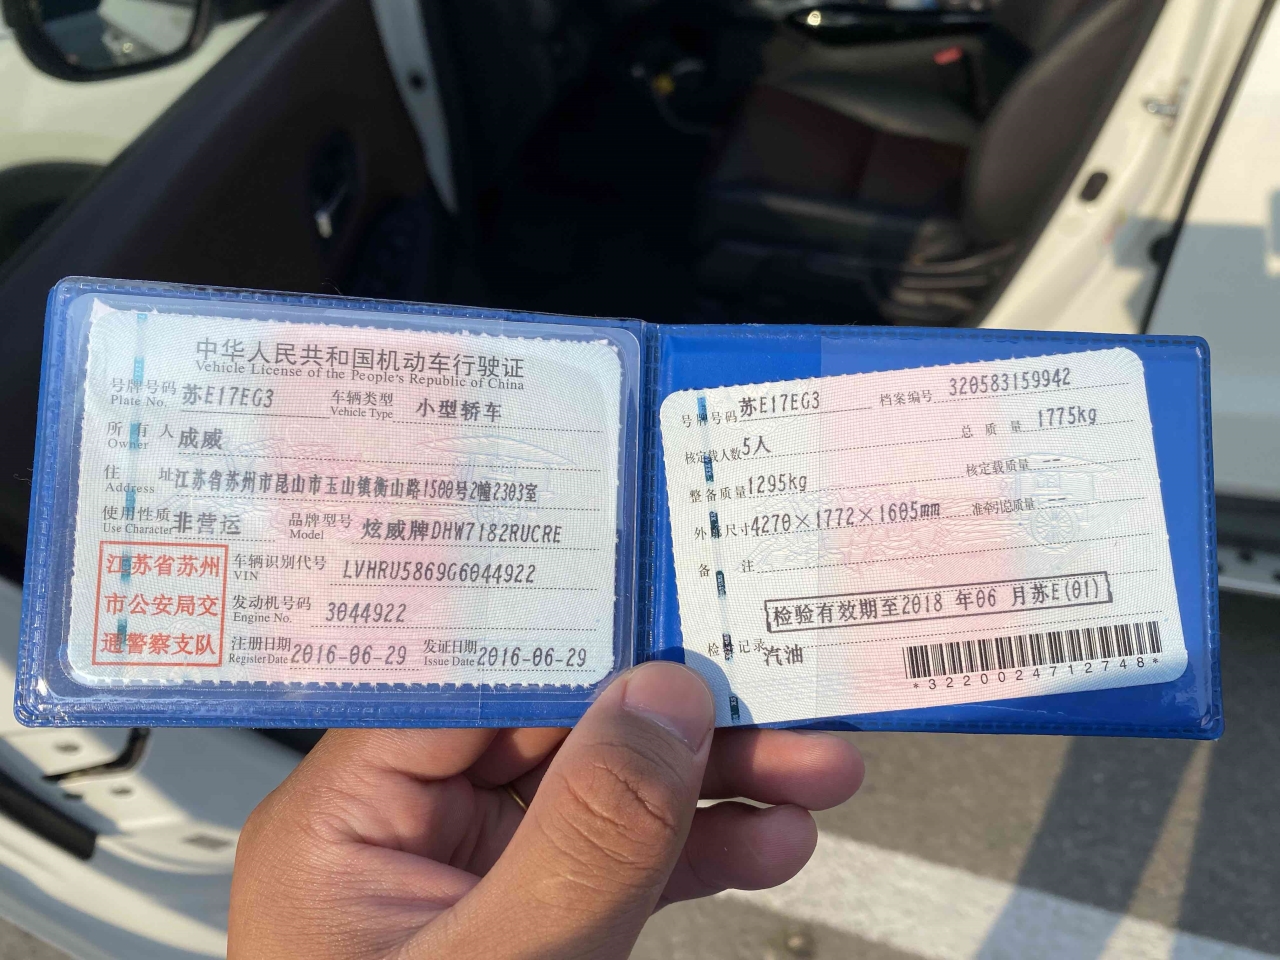 中华人民共和国机动车行驶证
Vehicle License of the People's Republic of China
号牌号码 苏E17EG3 车辆类型 小型轿车
Plate No. Vehicle Type
所有人 成威
Owner
住址 江苏省苏州市昆山市玉山镇衡山路1500号2幢2303室
Address
使用性质 非营运 品牌型号 炫威牌DHW7182RUCRE
Use Character Model
江苏省苏州
市公安局交
通警察支队
车辆识别代号 LVHRU5869G6044922
VIN
发动机号码 3044922
Engine No.
注册日期 2016-06-29 发证日期 2016-06-29
Register Date Issue Date
号牌号码 苏E17EG3 档案编号 320583159942
核定载人数 5人 总质量 1775kg
整备质量 1295kg 核定载质量 --
外廓尺寸 4270×1772×1605mm 准牵引总质量 --
备注
检验有效期至2018 年06 月苏E(01)
检验记录
汽油
*3220024712748*